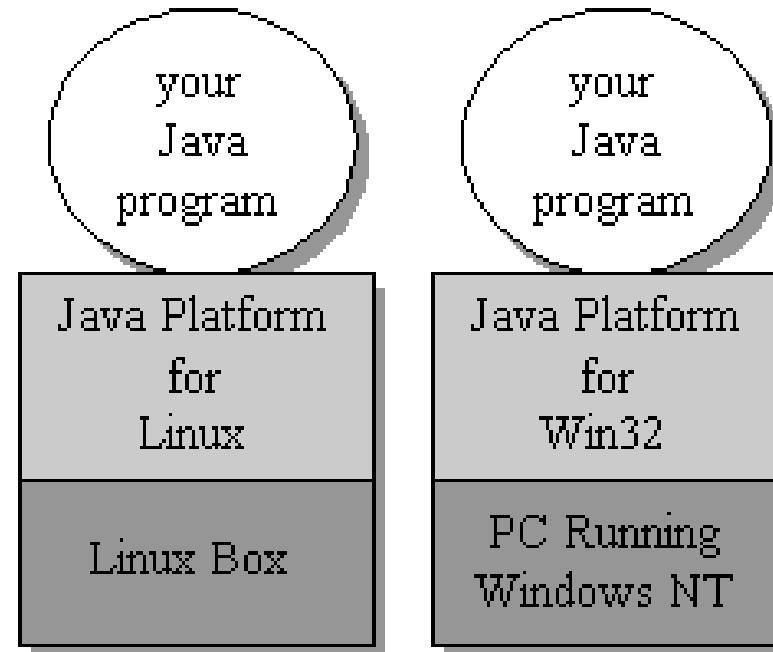 your
Java
program
Java Platform
for
Linux
Linux Box
your
Java
program
Java Platform
for
Win32
PC Running
Windows NT